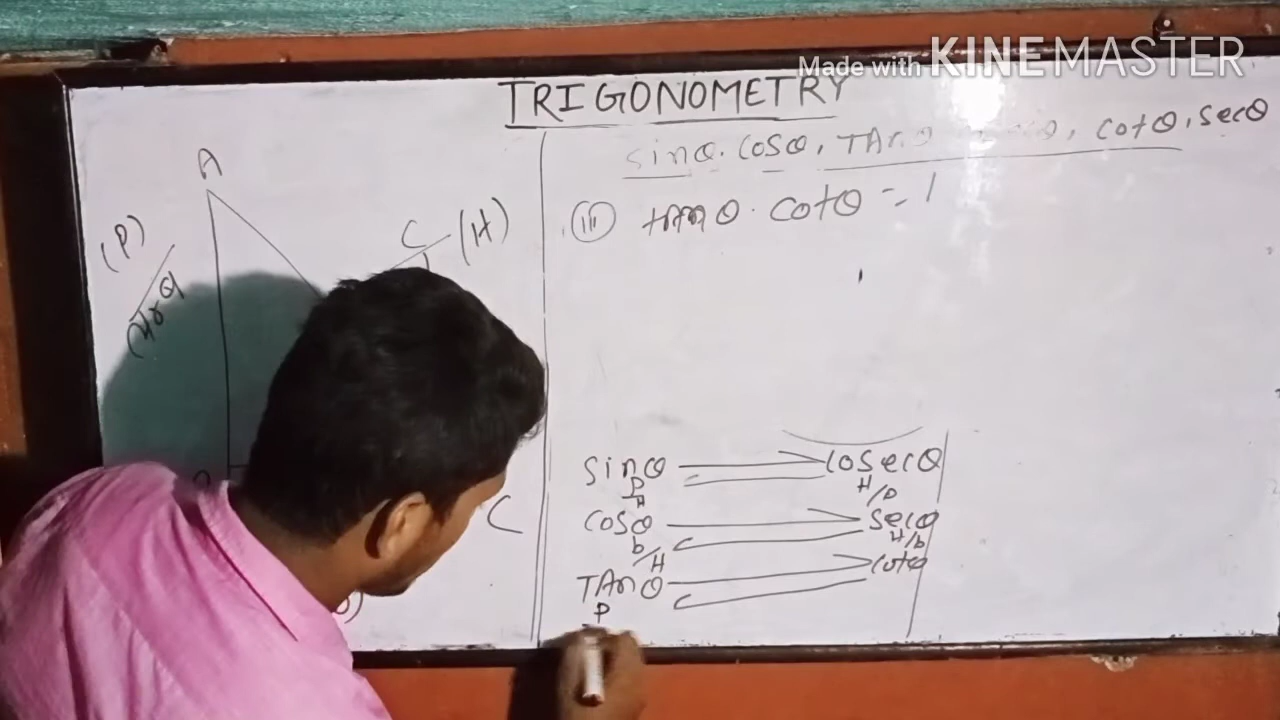 Made with KINEMASTER
TRIGONOMETRY
sinθ. cosθ, TAnθ θ, cotθ, secθ
A
(P)
C (H)
(iii) tanθ. cotθ = 1
C
sinθ cosecθ
P/H H/P
cosθ secθ
b/H H/b
TAnθ cotθ
P